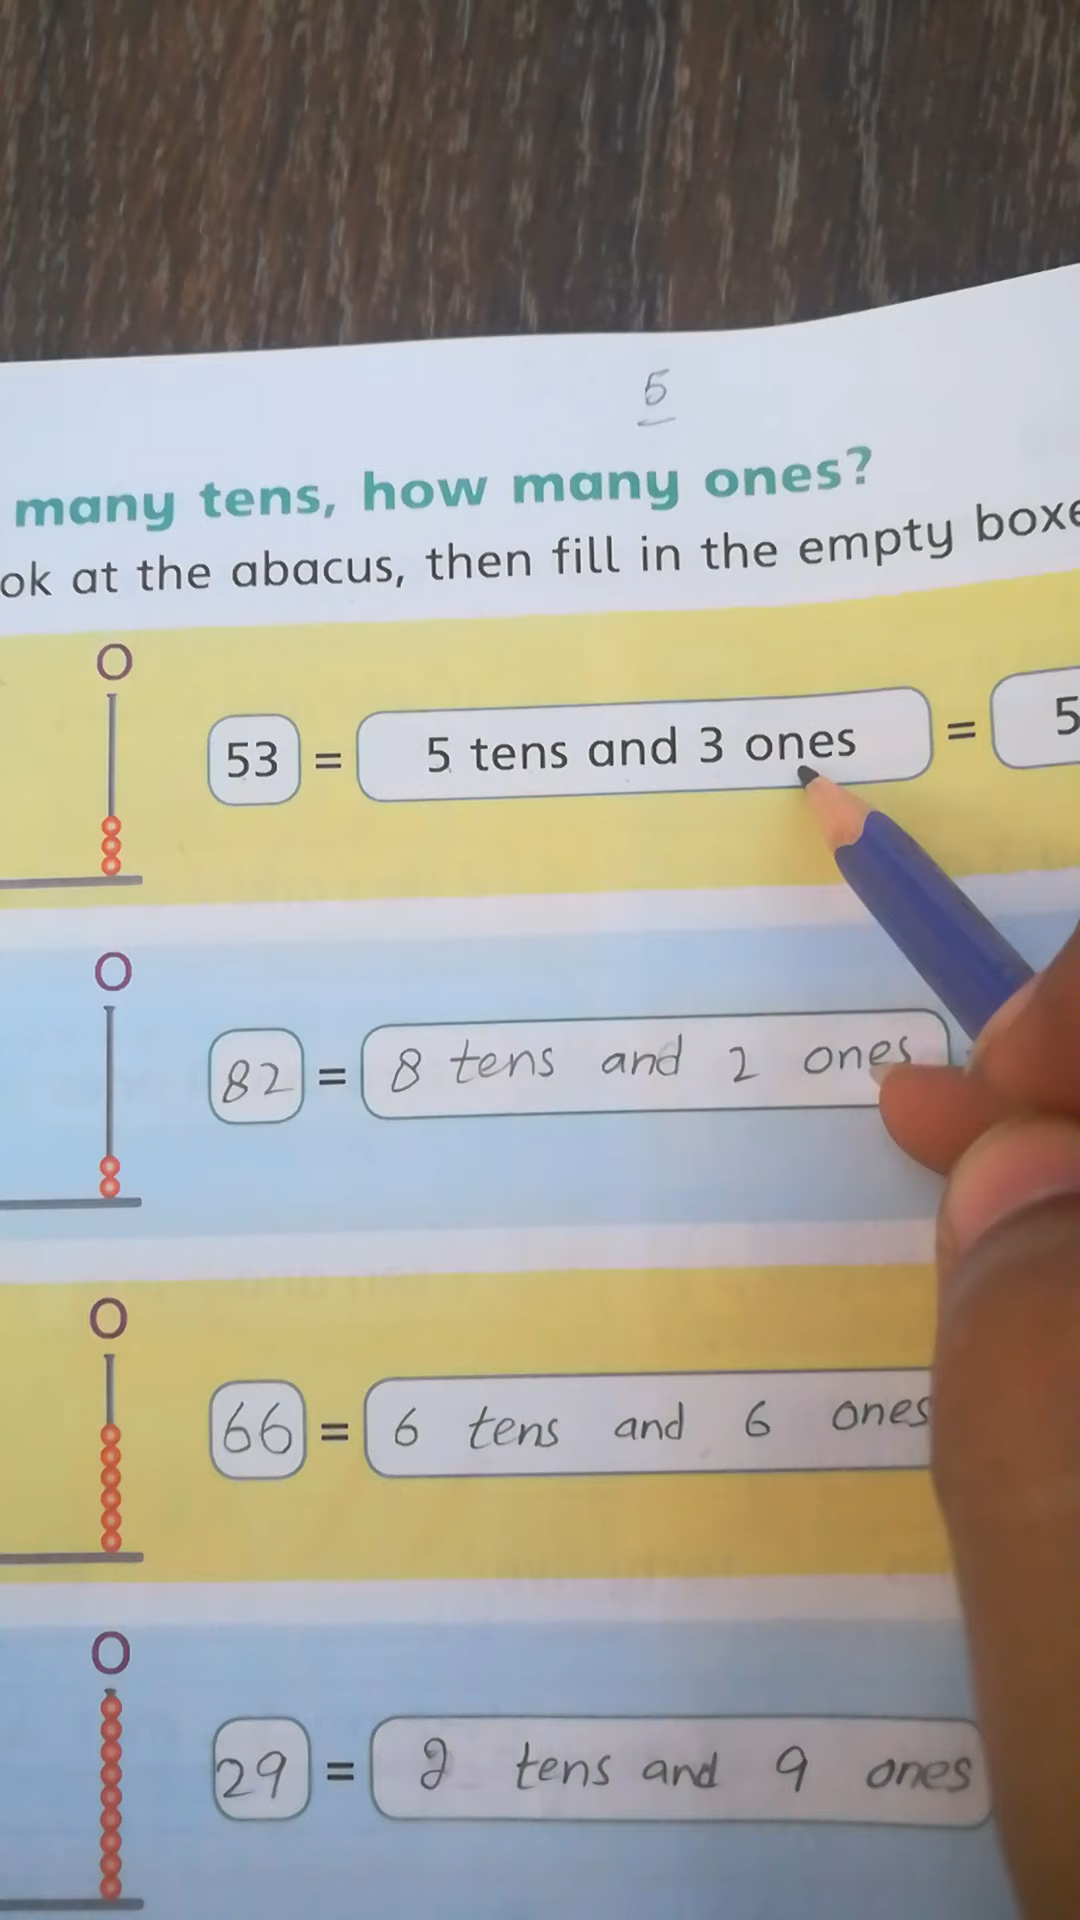 5
many tens, how many ones?
ok at the abacus, then fill in the empty boxe
O
53 = 5 tens and 3 ones = 5
O
82 = 8 tens and 2 ones
O
66 = 6 tens and 6 ones
O
29 = 2 tens and 9 ones